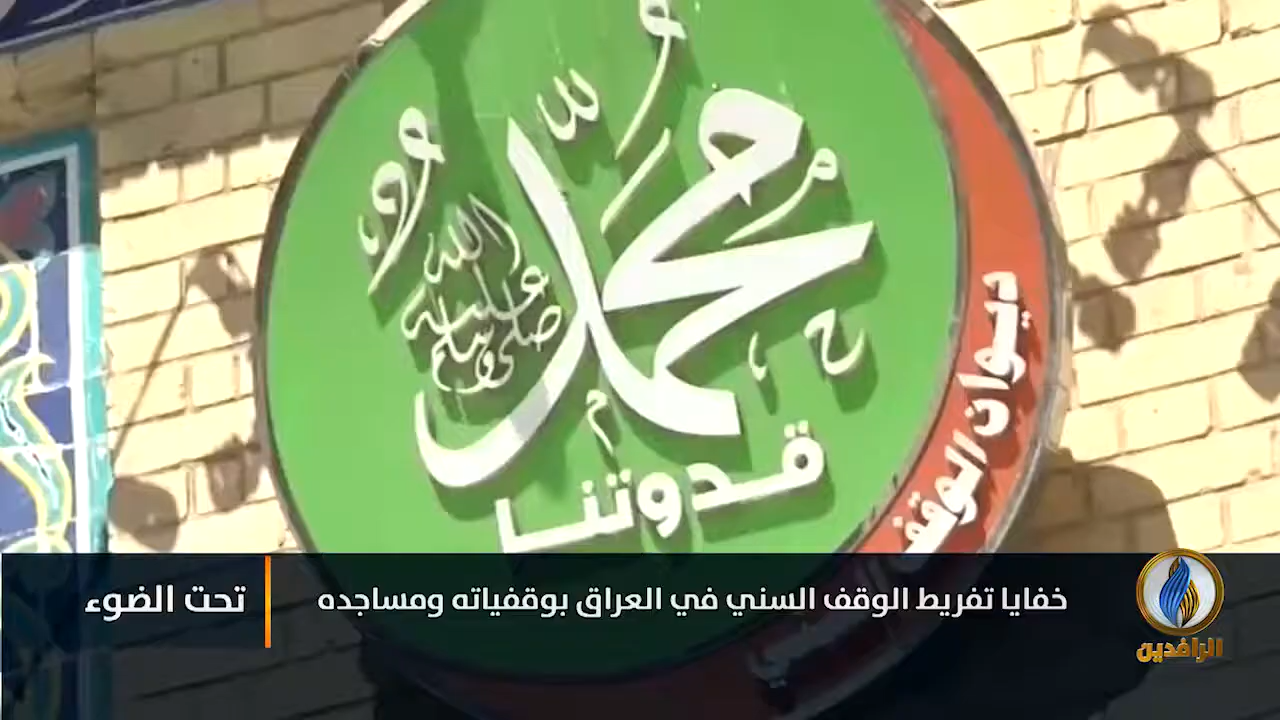 محمد
صلى الله عليه وسلم
قدوتنا
ديوان الوقف
خفايا تفريط الوقف السني في العراق بوقفياته ومساجده
تحت الضوء
الرافدين